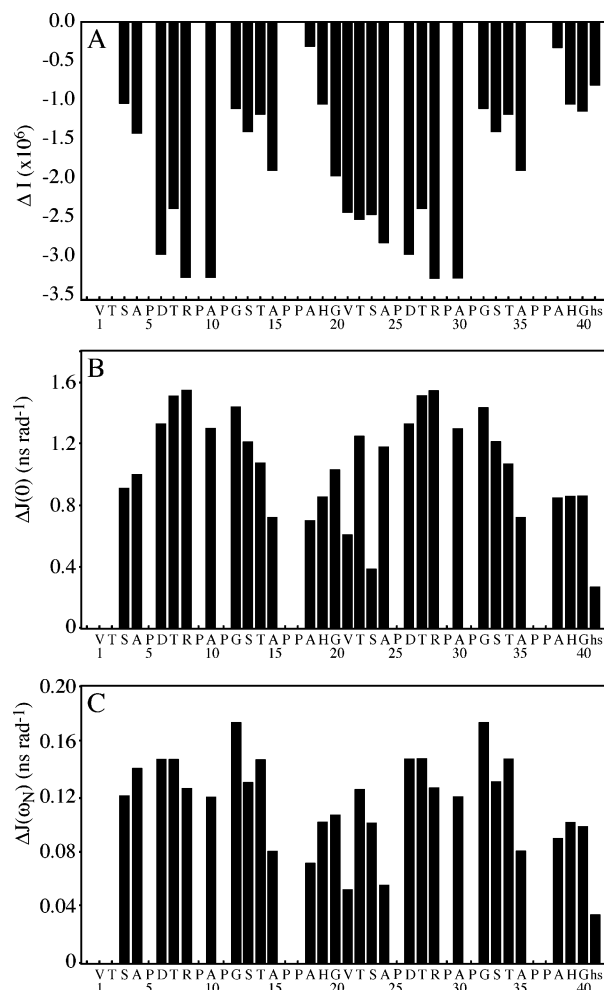 A
Δ I (x10⁶)
0.0
-0.5
-1.0
-1.5
-2.0
-2.5
-3.0
-3.5
V T S A P D T R P A P G S T A P P A H G V T S A P D T R P A P G S T A P P A H G hs
1 5 10 15 20 25 30 35 40
B
ΔJ(0) (ns rad⁻¹)
1.6
1.2
0.8
0.4
0
V T S A P D T R P A P G S T A P P A H G V T S A P D T R P A P G S T A P P A H G hs
1 5 10 15 20 25 30 35 40
C
ΔJ(ω_N) (ns rad⁻¹)
0.20
0.16
0.12
0.08
0.04
0
V T S A P D T R P A P G S T A P P A H G V T S A P D T R P A P G S T A P P A H G hs
1 5 10 15 20 25 30 35 40